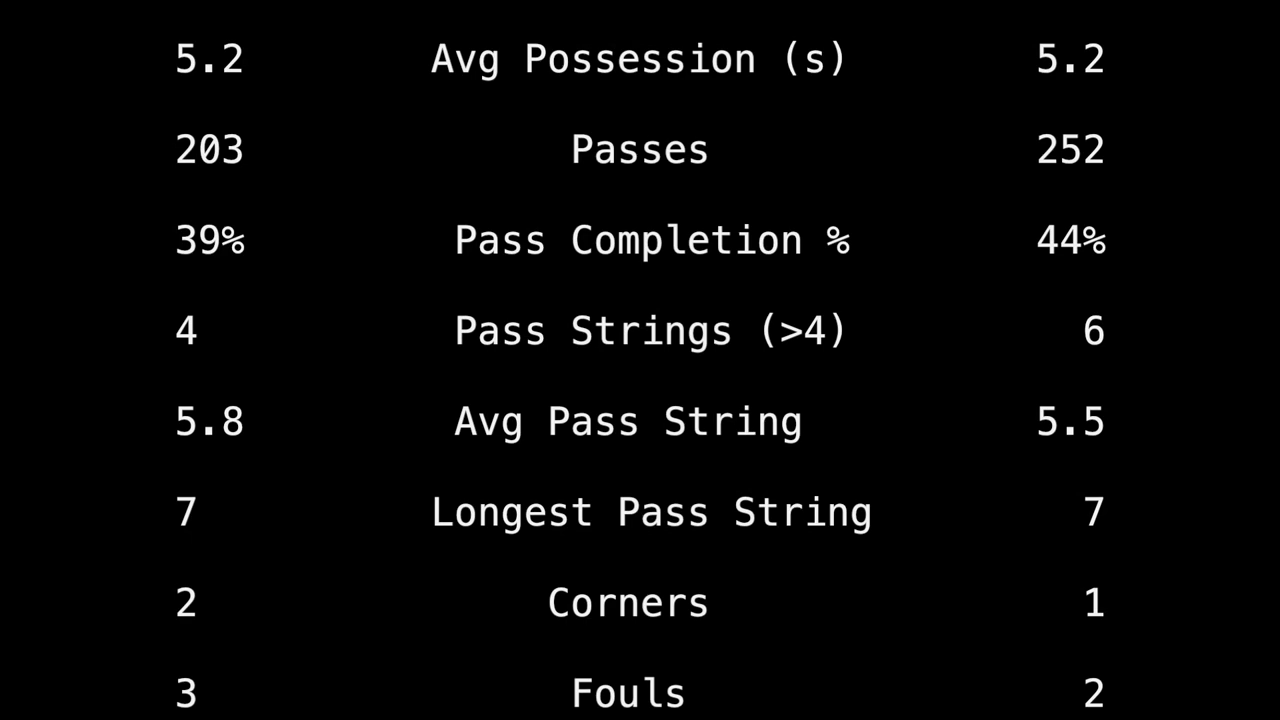 5.2 Avg Possession (s) 5.2
203 Passes 252
39% Pass Completion % 44%
4 Pass Strings (>4) 6
5.8 Avg Pass String 5.5
7 Longest Pass String 7
2 Corners 1
3 Fouls 2